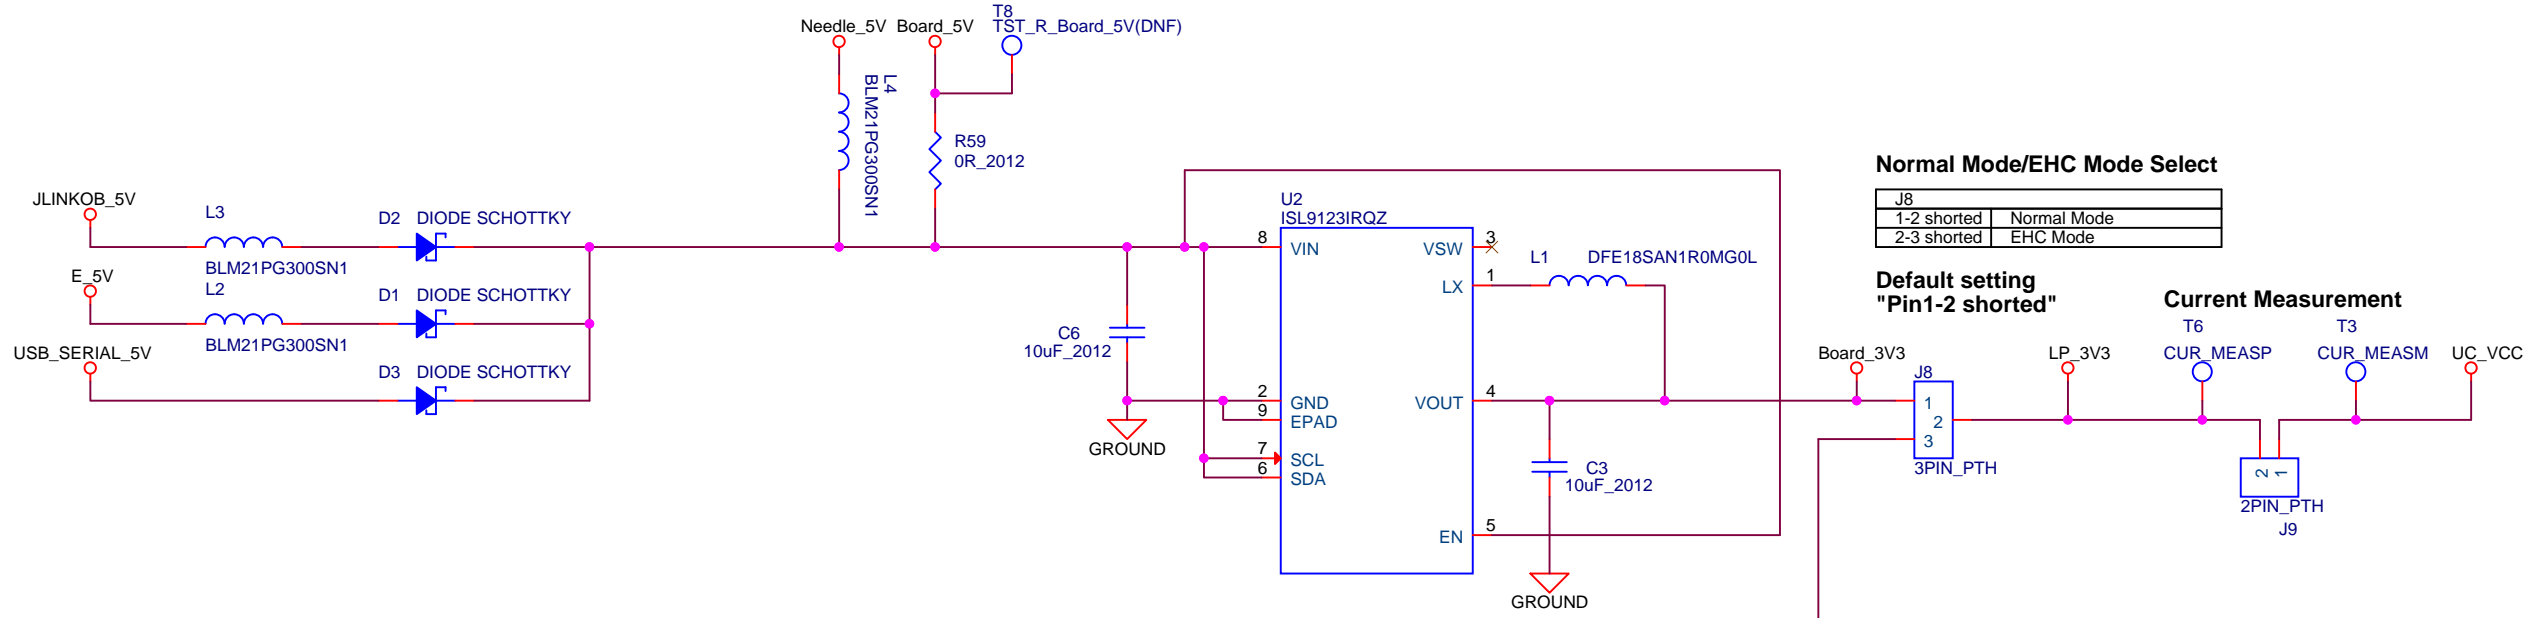 Needle_5V
Board_5V
T8
TST_R_Board_5V(DNF)
L4
BLM21PG300SN1
R59
0R_2012
JLINKOB_5V
L3
BLM21PG300SN1
D2 DIODE SCHOTTKY
E_5V
L2
BLM21PG300SN1
D1 DIODE SCHOTTKY
USB_SERIAL_5V
D3 DIODE SCHOTTKY
C6
10uF_2012
GROUND
U2
ISL9123IRQZ
8 VIN
2 GND
9 EPAD
7 SCL
6 SDA
VSW 3
LX 1
VOUT 4
EN 5
L1 DFE18SAN1R0MG0L
C3
10uF_2012
GROUND
Normal Mode/EHC Mode Select
J8
1-2 shorted Normal Mode
2-3 shorted EHC Mode
Default setting
"Pin1-2 shorted"
Board_3V3
J8
1
2
3
3PIN_PTH
LP_3V3
Current Measurement
T6
CUR_MEASP
T3
CUR_MEASM
UC_VCC
2 1
2PIN_PTH
J9